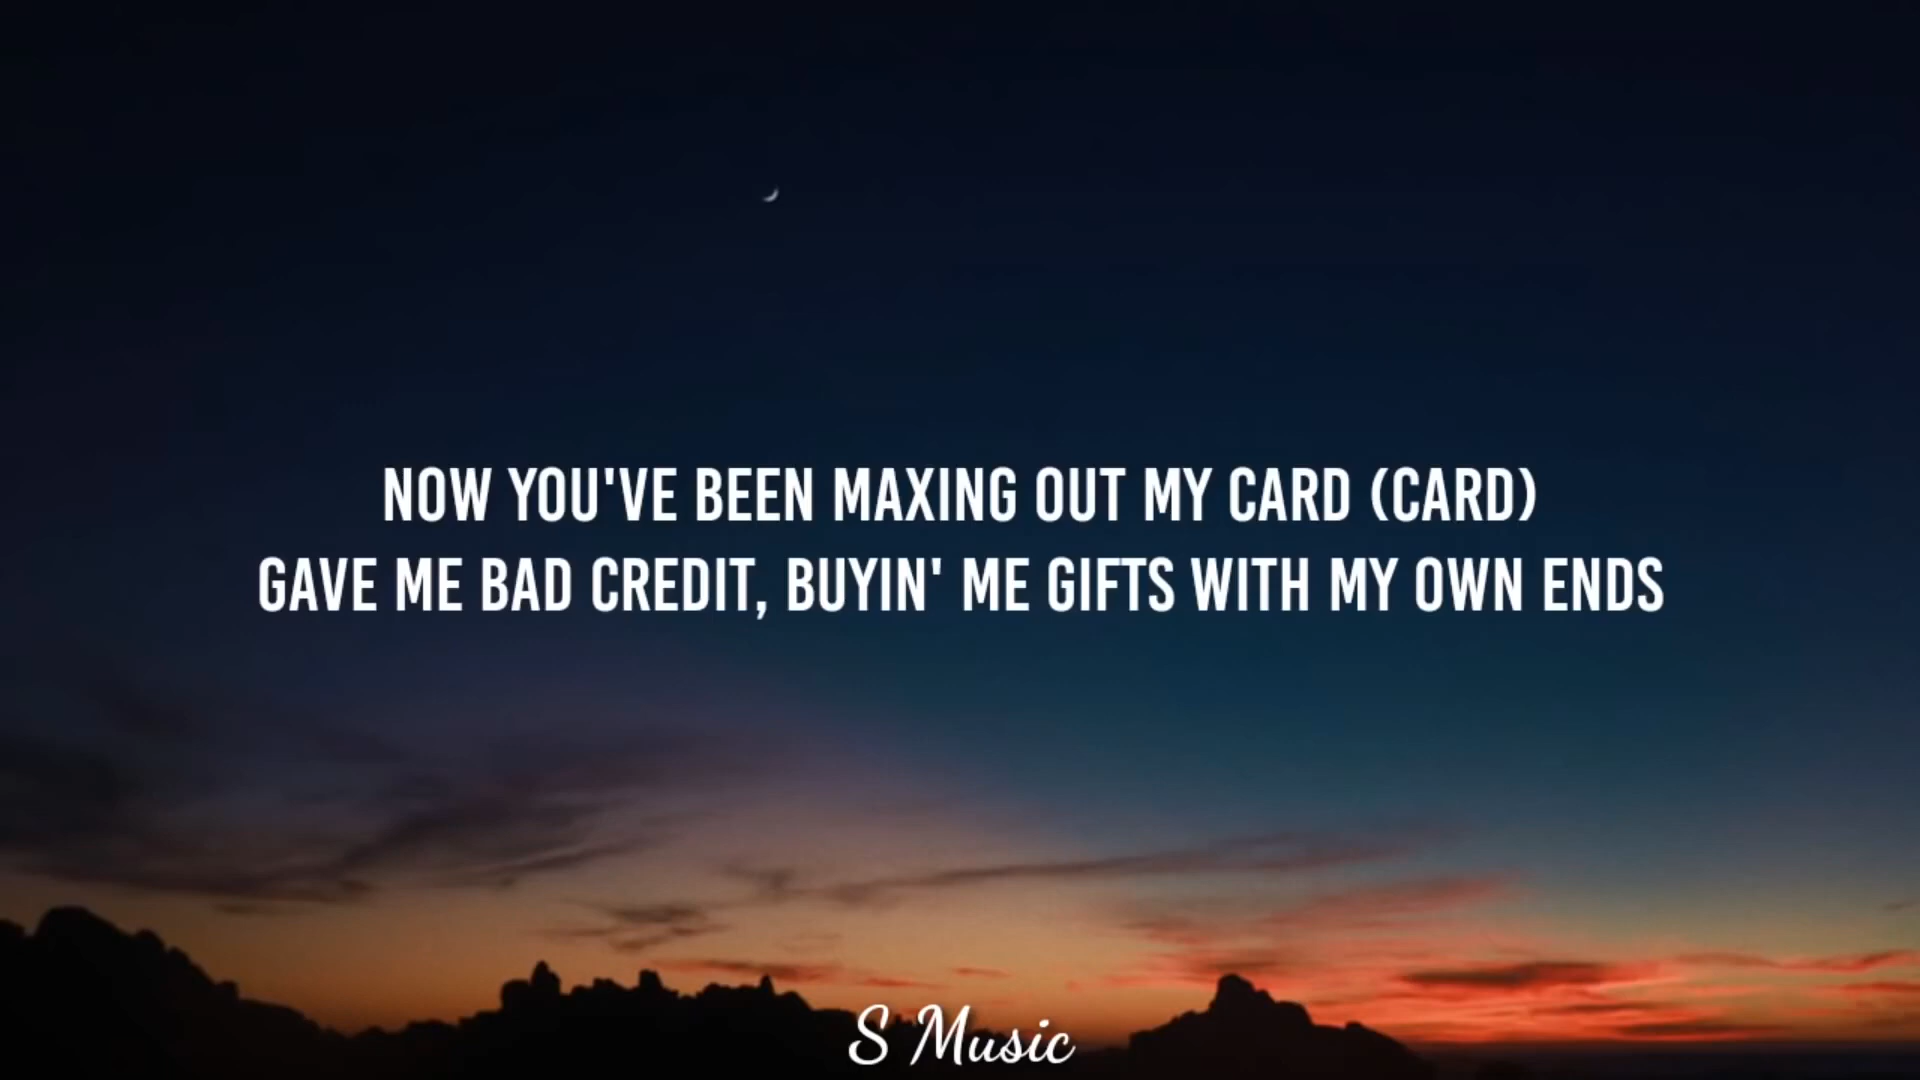 NOW YOU'VE BEEN MAXING OUT MY CARD (CARD)
GAVE ME BAD CREDIT, BUYIN' ME GIFTS WITH MY OWN ENDS
S Music